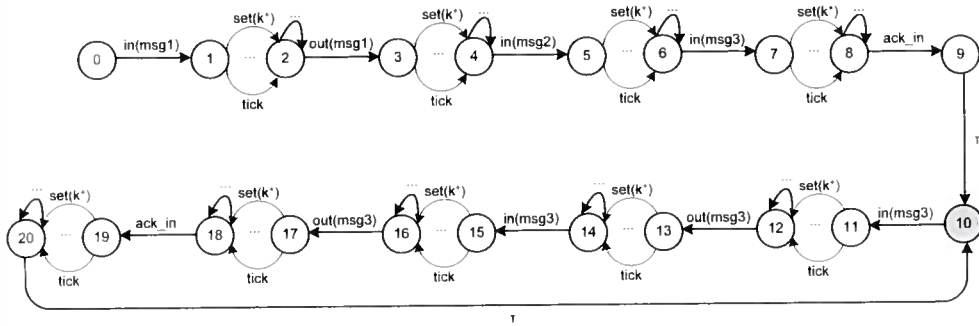 set(k*) ... set(k*) ... set(k*) ... set(k*) ...
0 in(msg1) 1 ... 2 out(msg1) 3 ... 4 in(msg2) 5 ... 6 in(msg3) 7 ... 8 ack_in 9
tick tick tick tick
τ
... set(k*) ... set(k*) ... set(k*) ... set(k*) ... set(k*)
20 ... 19 ack_in 18 ... 17 out(msg3) 16 ... 15 in(msg3) 14 ... 13 out(msg3) 12 ... 11 in(msg3) 10
tick tick tick tick tick
τ